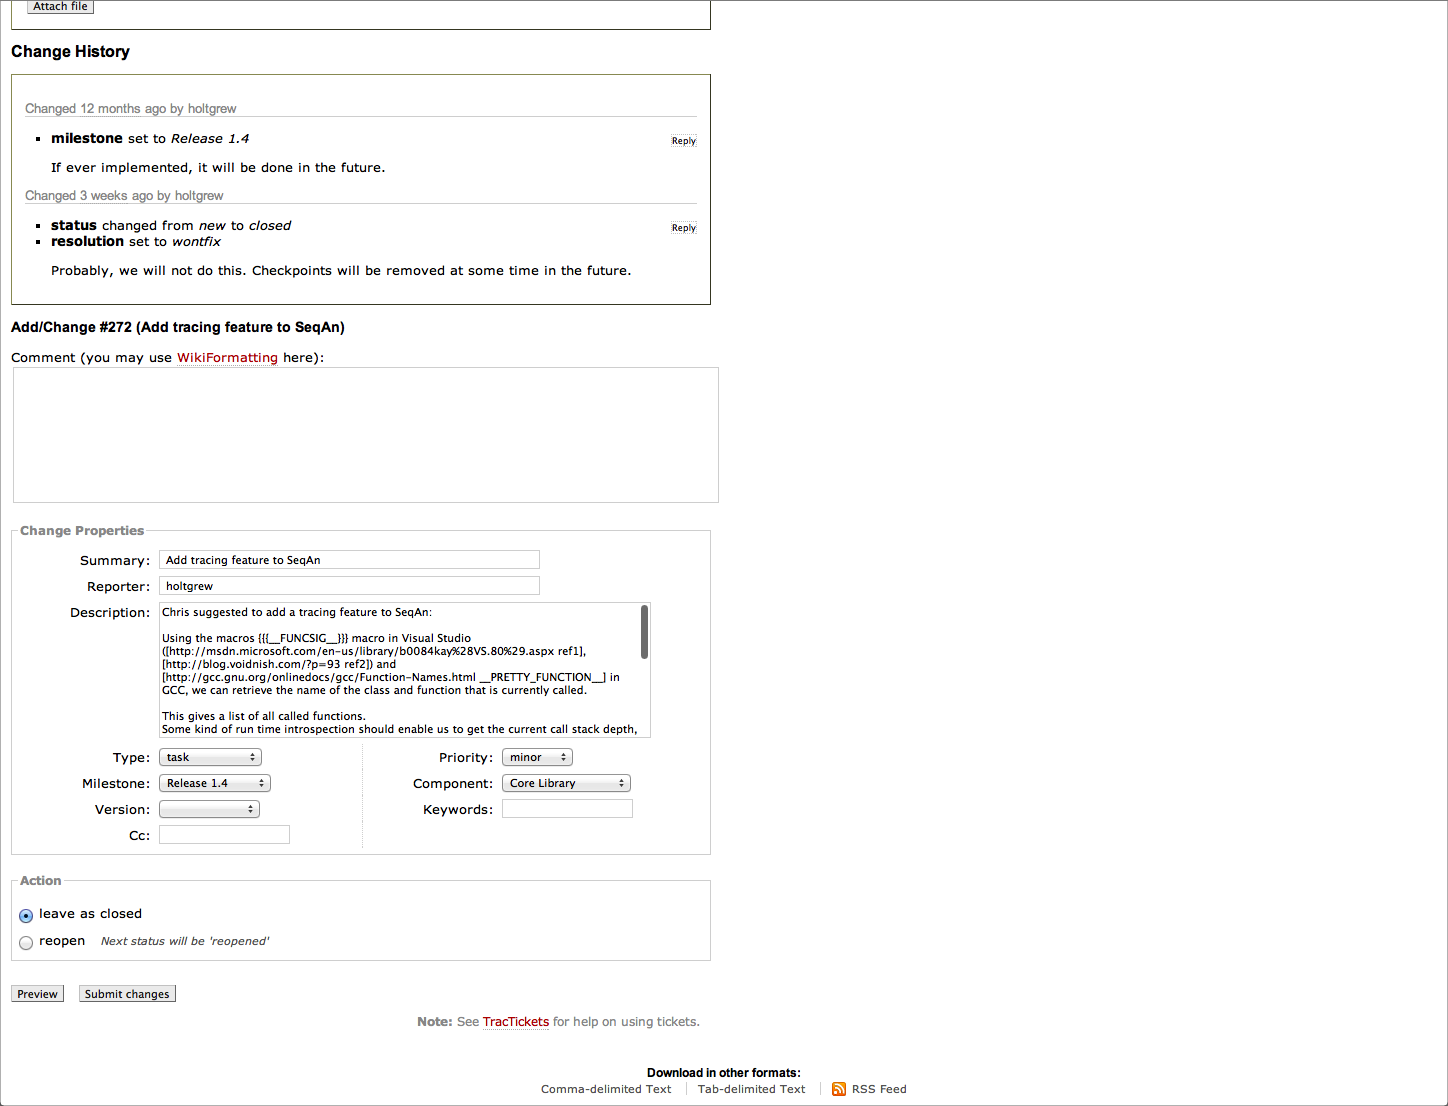 Attach file
Change History
Changed 12 months ago by holtgrew
milestone set to Release 1.4
Reply
If ever implemented, it will be done in the future.
Changed 3 weeks ago by holtgrew
status changed from new to closed
Reply
resolution set to wontfix
Probably, we will not do this. Checkpoints will be removed at some time in the future.
Add/Change #272 (Add tracing feature to SeqAn)
Comment (you may use WikiFormatting here):
Change Properties
Summary: Add tracing feature to SeqAn
Reporter: holtgrew
Description: Chris suggested to add a tracing feature to SeqAn:
Using the macros {{{__FUNCSIG__}}} macro in Visual Studio
([http://msdn.microsoft.com/en-us/library/b0084kay%28VS.80%29.aspx ref1],
[http://blog.voidnish.com/?p=93 ref2]) and
[http://gcc.gnu.org/onlinedocs/gcc/Function-Names.html __PRETTY_FUNCTION__] in
GCC, we can retrieve the name of the class and function that is currently called.
This gives a list of all called functions.
Some kind of run time introspection should enable us to get the current call stack depth,
Type: task Priority: minor
Milestone: Release 1.4 Component: Core Library
Version: Keywords:
Cc:
Action
leave as closed
reopen Next status will be 'reopened'
Preview Submit changes
Note: See TracTickets for help on using tickets.
Download in other formats:
Comma-delimited Text Tab-delimited Text RSS Feed